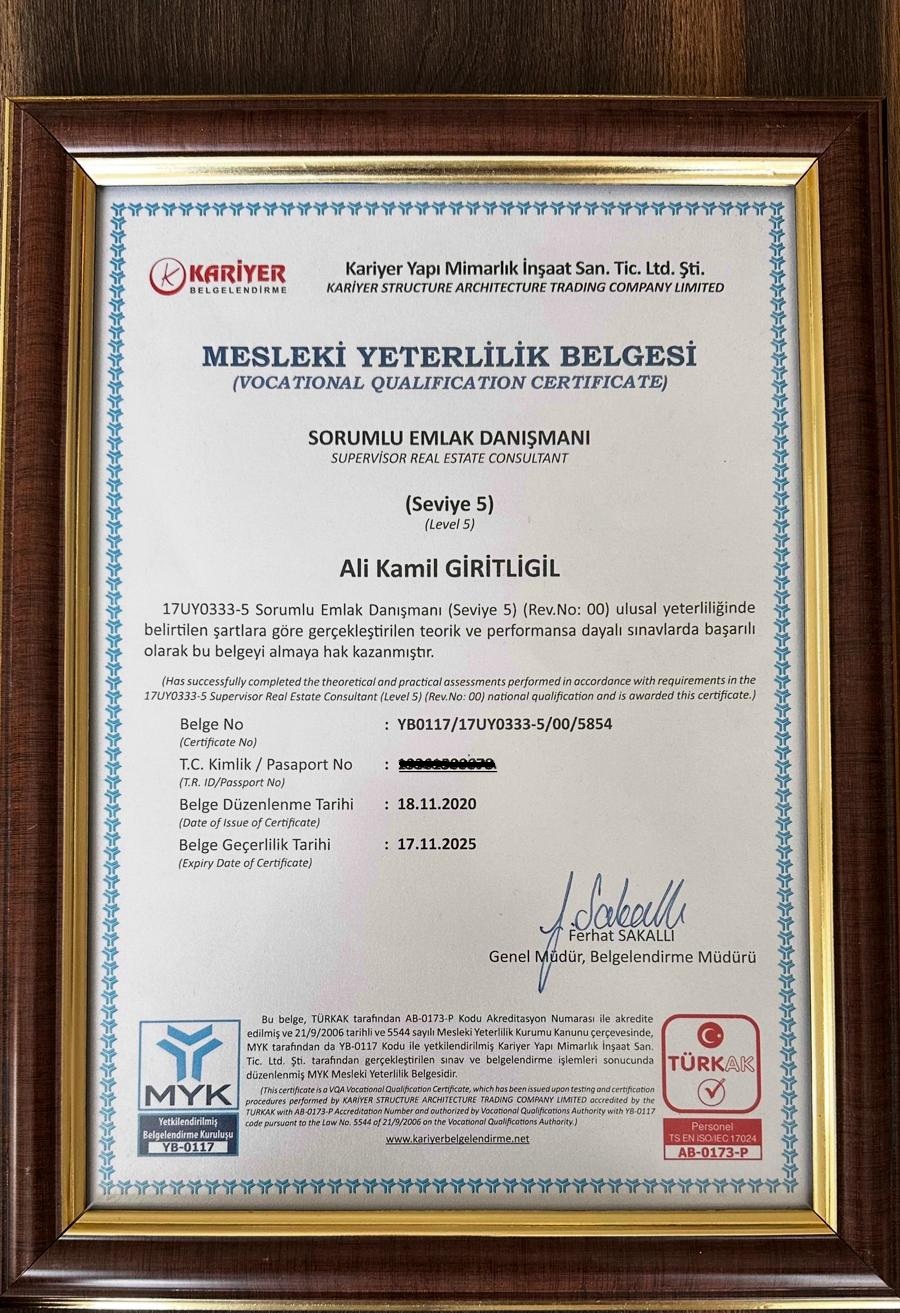 KARİYER
BELGELENDİRME
Kariyer Yapı Mimarlık İnşaat San. Tic. Ltd. Şti.
KARİYER STRUCTURE ARCHITECTURE TRADING COMPANY LIMITED
MESLEKİ YETERLİLİK BELGESİ
(VOCATIONAL QUALIFICATION CERTIFICATE)
SORUMLU EMLAK DANIŞMANI
SUPERVİSOR REAL ESTATE CONSULTANT
(Seviye 5)
(Level 5)
Ali Kamil GİRİTLİGİL
17UY0333-5 Sorumlu Emlak Danışmanı (Seviye 5) (Rev.No: 00) ulusal yeterliliğinde
belirtilen şartlara göre gerçekleştirilen teorik ve performansa dayalı sınavlarda başarılı
olarak bu belgeyi almaya hak kazanmıştır.
(Has successfully completed the theoretical and practical assessments performed in accordance with requirements in the
17UY0333-5 Supervisor Real Estate Consultant (Level 5) (Rev.No: 00) national qualification and is awarded this certificate.)
Belge No : YB0117/17UY0333-5/00/5854
(Certificate No)
T.C. Kimlik / Pasaport No :
(T.R. ID/Passport No)
Belge Düzenlenme Tarihi : 18.11.2020
(Date of Issue of Certificate)
Belge Geçerlilik Tarihi : 17.11.2025
(Expiry Date of Certificate)
Ferhat SAKALLI
Genel Müdür, Belgelendirme Müdürü
Bu belge, TÜRKAK tarafından AB-0173-P Kodu Akreditasyon Numarası ile akredite
edilmiş ve 21/9/2006 tarihli ve 5544 sayılı Mesleki Yeterlilik Kurumu Kanunu çerçevesinde,
MYK tarafından da YB-0117 Kodu ile yetkilendirilmiş Kariyer Yapı Mimarlık İnşaat San.
Tic. Ltd. Şti. tarafından gerçekleştirilen sınav ve belgelendirme işlemleri sonucunda
düzenlenmiş MYK Mesleki Yeterlilik Belgesidir.
(This certificate is a VQA Vocational Qualification Certificate, which has been issued upon testing and certification
procedures performed by KARİYER STRUCTURE ARCHITECTURE TRADING COMPANY LIMITED accredited by the
TURKAK with AB-0173-P Accreditation Number and authorized by Vocational Qualifications Authority with YB-0117
code pursuant to the Law No. 5544 of 21/9/2006 on the Vocational Qualifications Authority.)
www.kariyerbelgelendirme.net
MYK
Yetkilendirilmiş
Belgelendirme Kuruluşu
YB-0117
TÜRKAK
Personel
TS EN ISO/IEC 17024
AB-0173-P